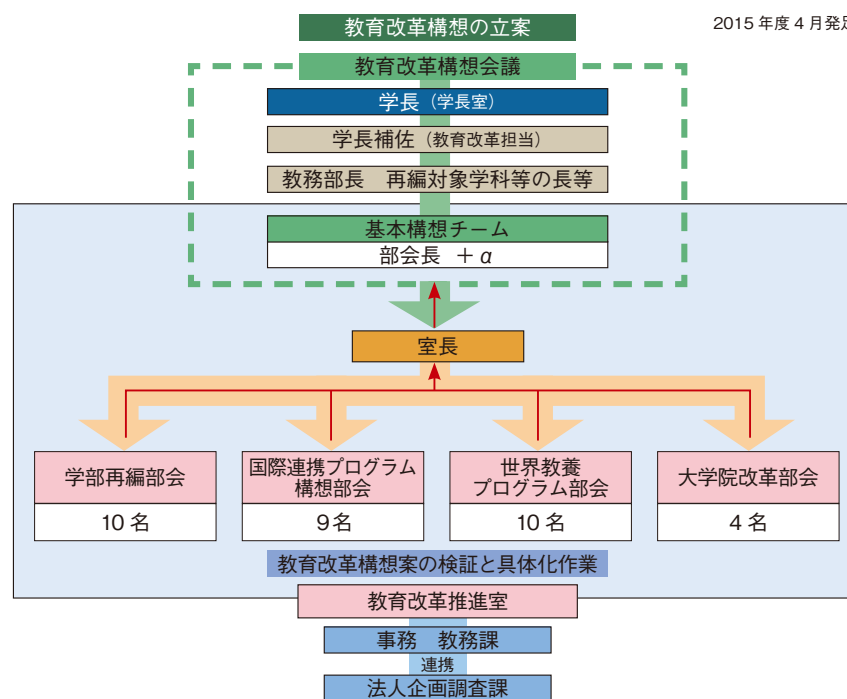 教育改革構想の立案
2015年度4月発足
教育改革構想会議
学長（学長室）
学長補佐（教育改革担当）
教務部長　再編対象学科等の長等
基本構想チーム
部会長　＋α
室長
学部再編部会
10名
国際連携プログラム
構想部会
9名
世界教養
プログラム部会
10名
大学院改革部会
4名
教育改革構想案の検証と具体化作業
教育改革推進室
事務　教務課
連携
法人企画調査課